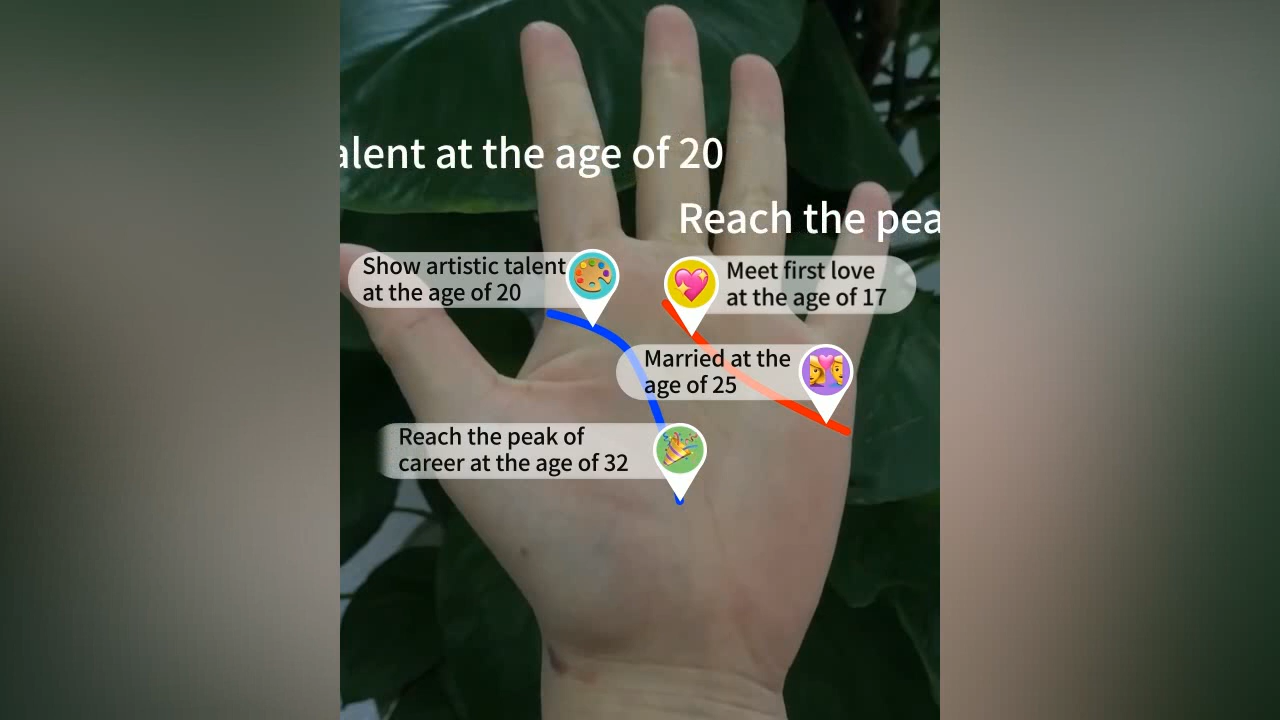 alent at the age of 20
Reach the pea
Show artistic talent
at the age of 20
Meet first love
at the age of 17
Married at the
age of 25
Reach the peak of
career at the age of 32